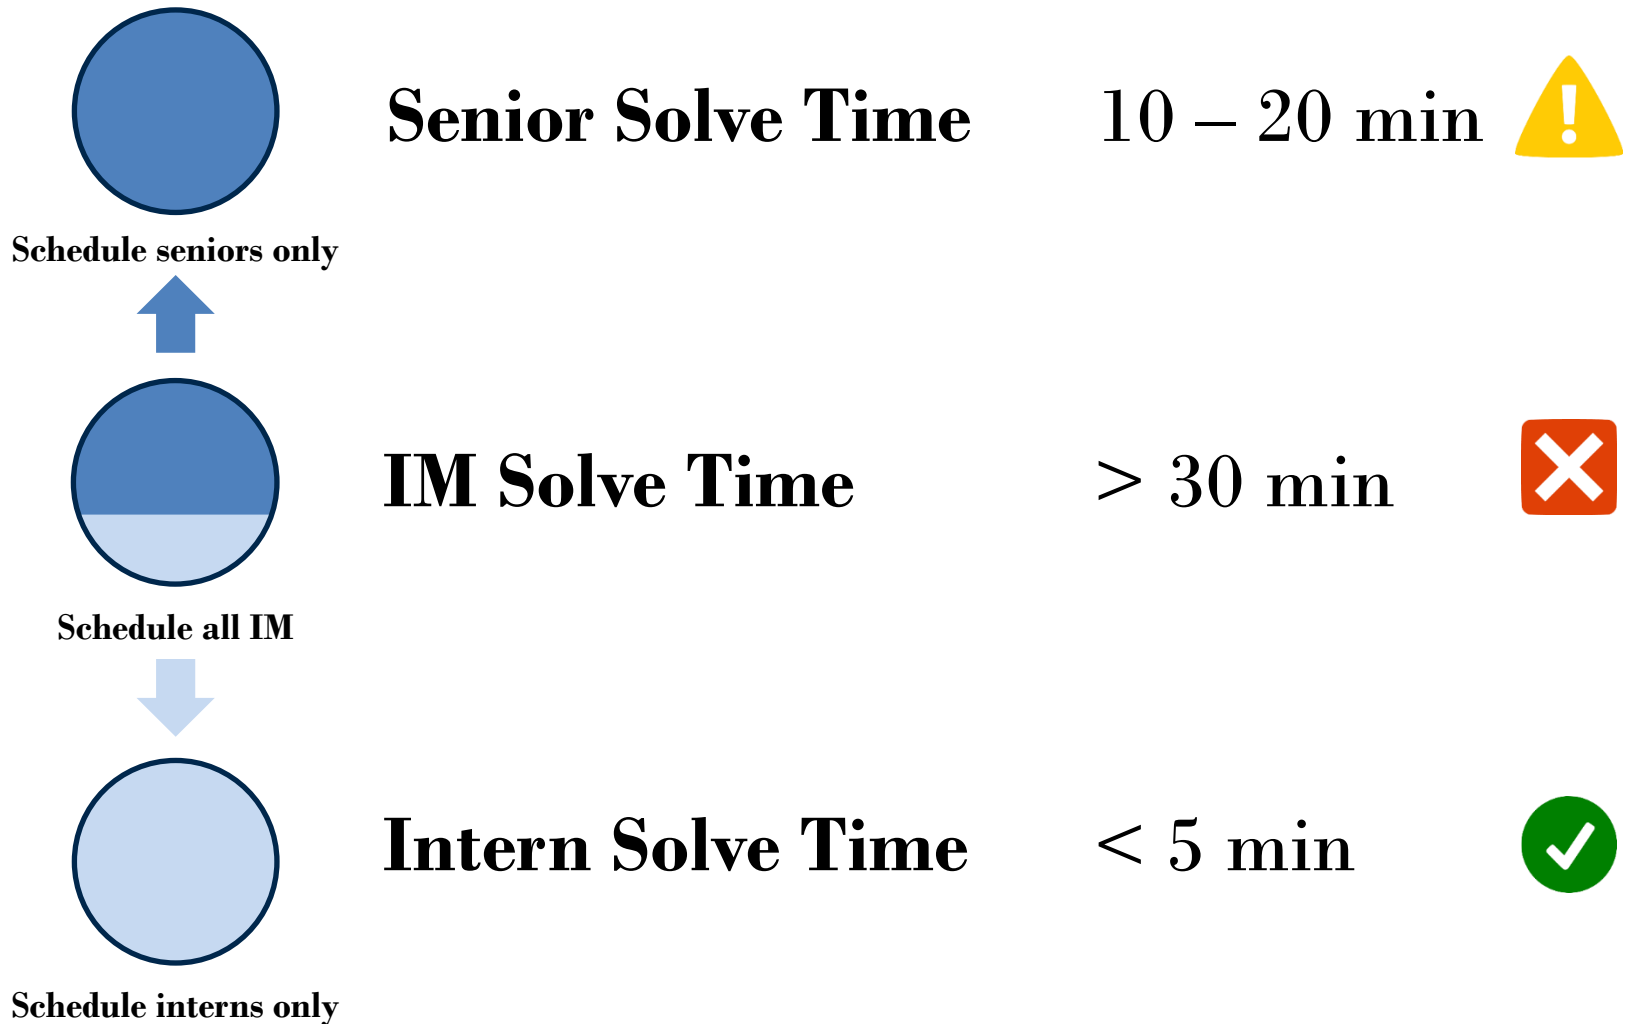 Senior Solve Time 10 – 20 min
Schedule seniors only
IM Solve Time > 30 min
Schedule all IM
Intern Solve Time < 5 min
Schedule interns only